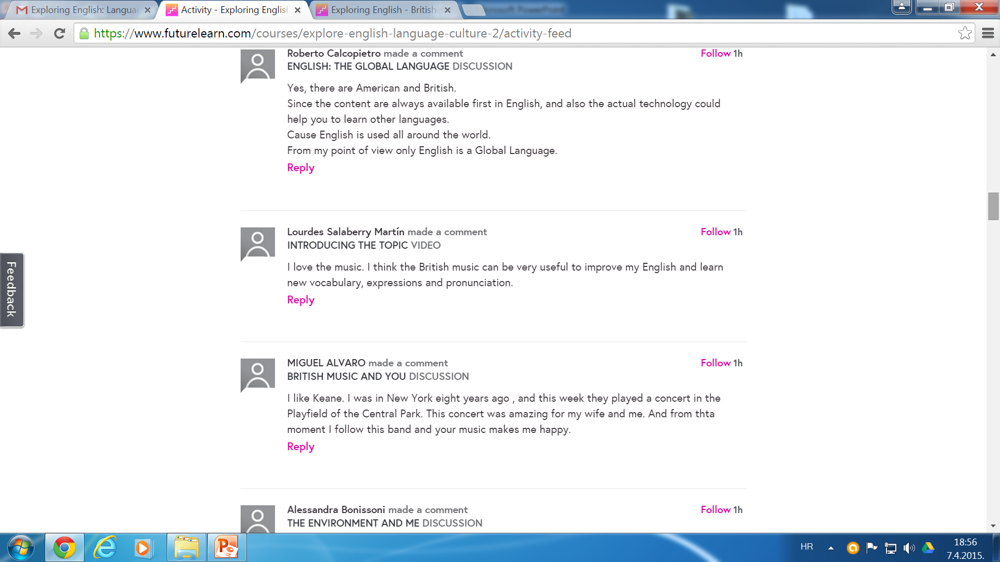 Exploring English: Langua
Activity - Exploring English
Exploring English - British
https://www.futurelearn.com/courses/explore-english-language-culture-2/activity-feed
Roberto Calcopietro made a comment
Follow 1h
ENGLISH: THE GLOBAL LANGUAGE DISCUSSION
Yes, there are American and British.
Since the content are always available first in English, and also the actual technology could
help you to learn other languages.
Cause English is used all around the world.
From my point of view only English is a Global Language.
Reply
Lourdes Salaberry Martín made a comment
Follow 1h
INTRODUCING THE TOPIC VIDEO
I love the music. I think the British music can be very useful to improve my English and learn
new vocabulary, expressions and pronunciation.
Reply
Feedback
MIGUEL ALVARO made a comment
Follow 1h
BRITISH MUSIC AND YOU DISCUSSION
I like Keane. I was in New York eight years ago , and this week they played a concert in the
Playfield of the Central Park. This concert was amazing for my wife and me. And from thta
moment I follow this band and your music makes me happy.
Reply
Alessandra Bonissoni made a comment
Follow 1h
THE ENVIRONMENT AND ME DISCUSSION
HR
18:56
7.4.2015.